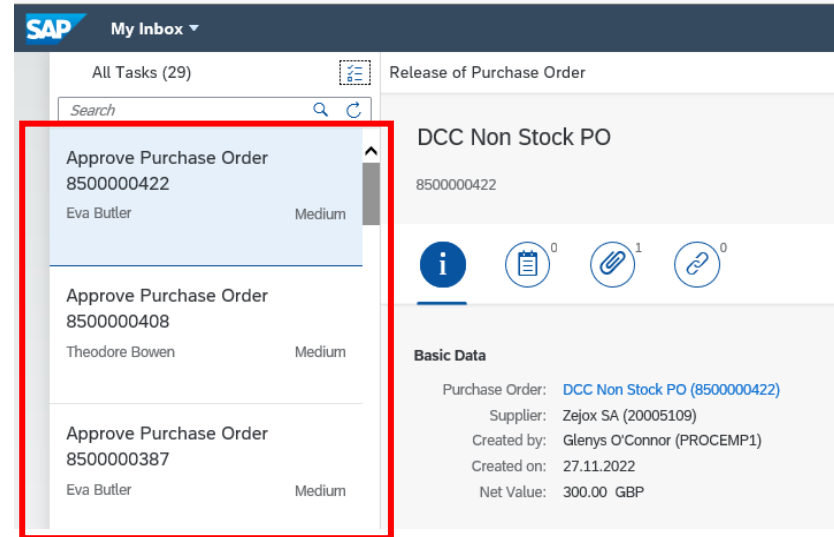 SAP My Inbox
All Tasks (29)
Search
Approve Purchase Order
8500000422
Eva Butler Medium
Approve Purchase Order
8500000408
Theodore Bowen Medium
Approve Purchase Order
8500000387
Eva Butler Medium
Release of Purchase Order
DCC Non Stock PO
8500000422
i 0 1 0
Basic Data
Purchase Order: DCC Non Stock PO (8500000422)
Supplier: Zejox SA (20005109)
Created by: Glenys O'Connor (PROCEMP1)
Created on: 27.11.2022
Net Value: 300.00 GBP